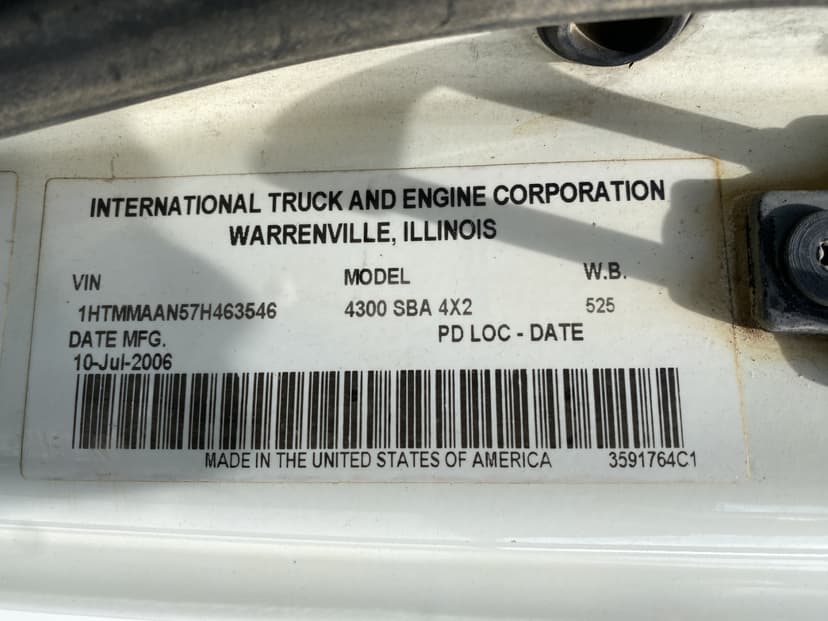 INTERNATIONAL TRUCK AND ENGINE CORPORATION
WARRENVILLE, ILLINOIS
VIN MODEL W.B.
1HTMMAAN57H463546 4300 SBA 4X2 525
DATE MFG. PD LOC - DATE
10-Jul-2006
MADE IN THE UNITED STATES OF AMERICA 3591764C1